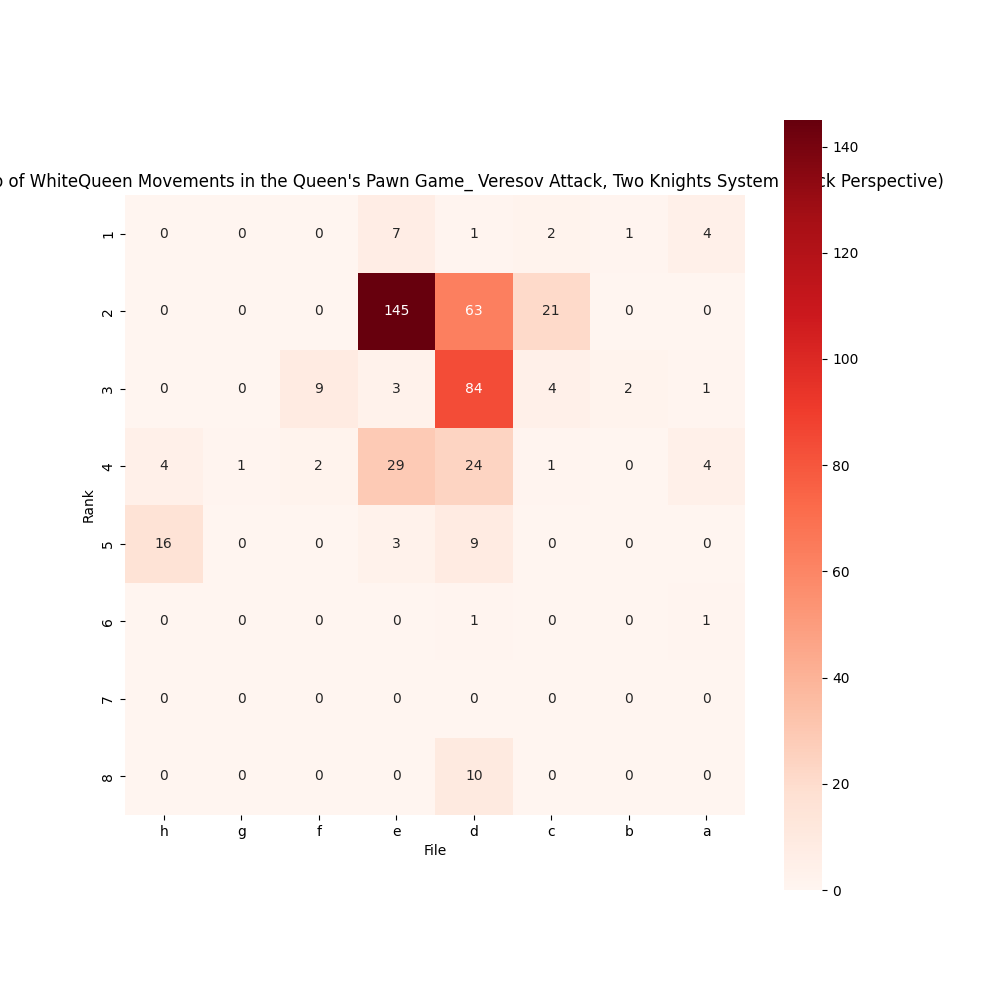 of WhiteQueen Movements in the Queen's Pawn Game_ Veresov Attack, Two Knights System Perspective)
1 0 0 0 7 1 2 1 4
2 0 0 0 145 63 21 0 0
3 0 0 9 3 84 4 2 1
4 4 1 2 29 24 1 0 4
5 16 0 0 3 9 0 0 0
6 0 0 0 0 1 0 0 1
7 0 0 0 0 0 0 0 0
8 0 0 0 0 10 0 0 0
Rank
h g f e d c b a
File
140
120
100
80
60
40
20
0